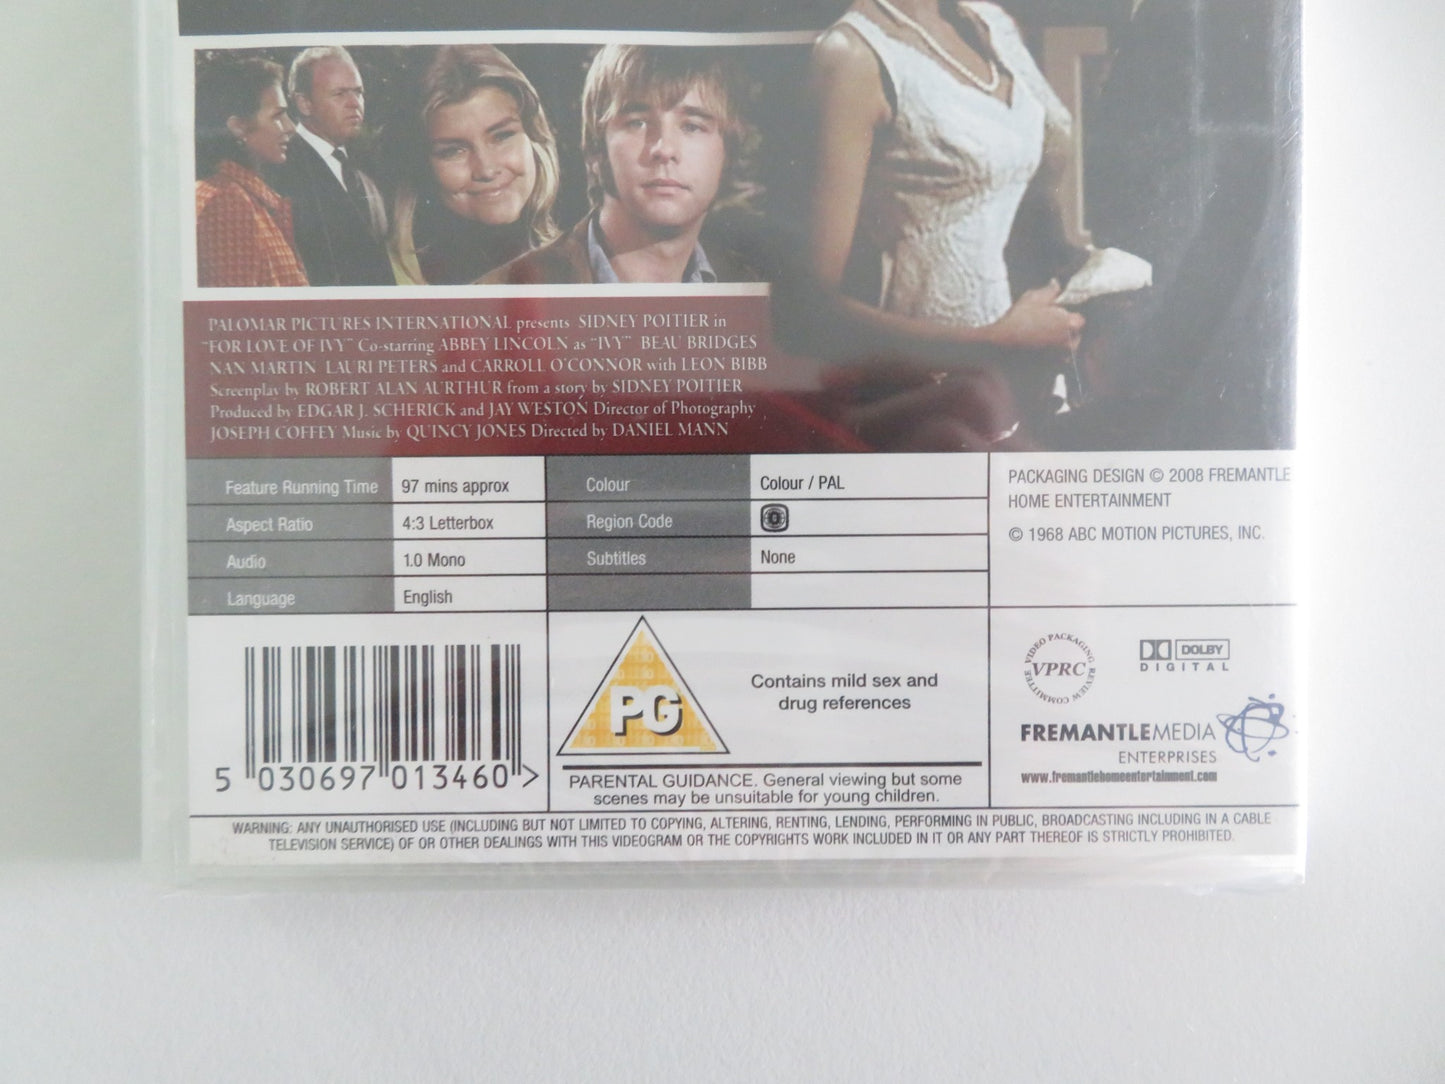 PALOMAR PICTURES INTERNATIONAL presents SIDNEY POITIER in
"FOR LOVE OF IVY" Co-starring ABBEY LINCOLN as "IVY" BEAU BRIDGES
NAN MARTIN LAURI PETERS and CARROLL O'CONNOR with LEON BIBB
Screenplay by ROBERT ALAN AURTHUR from a story by SIDNEY POITIER
Produced by EDGAR J. SCHERICK and JAY WESTON Director of Photography
JOSEPH COFFEY Music by QUINCY JONES Directed by DANIEL MANN
Feature Running Time 97 mins approx
Aspect Ratio 4:3 Letterbox
Audio 1.0 Mono
Language English
Colour Colour / PAL
Region Code 0
Subtitles None
PACKAGING DESIGN © 2008 FREMANTLE
HOME ENTERTAINMENT
© 1968 ABC MOTION PICTURES, INC.
5 030697 013460 >
PG
Contains mild sex and
drug references
PARENTAL GUIDANCE. General viewing but some
scenes may be unsuitable for young children.
VIDEO PACKAGING REVIEW COMMITTEE
VPRC
DOLBY
DIGITAL
FREMANTLEMEDIA
ENTERPRISES
www.fremantlehomeentertainment.com
WARNING: ANY UNAUTHORISED USE (INCLUDING BUT NOT LIMITED TO COPYING, ALTERING, RENTING, LENDING, PERFORMING IN PUBLIC, BROADCASTING INCLUDING IN A CABLE
TELEVISION SERVICE) OF OR OTHER DEALINGS WITH THIS VIDEOGRAM OR THE COPYRIGHTS WORK INCLUDED IN IT OR ANY PART THEREOF IS STRICTLY PROHIBITED.